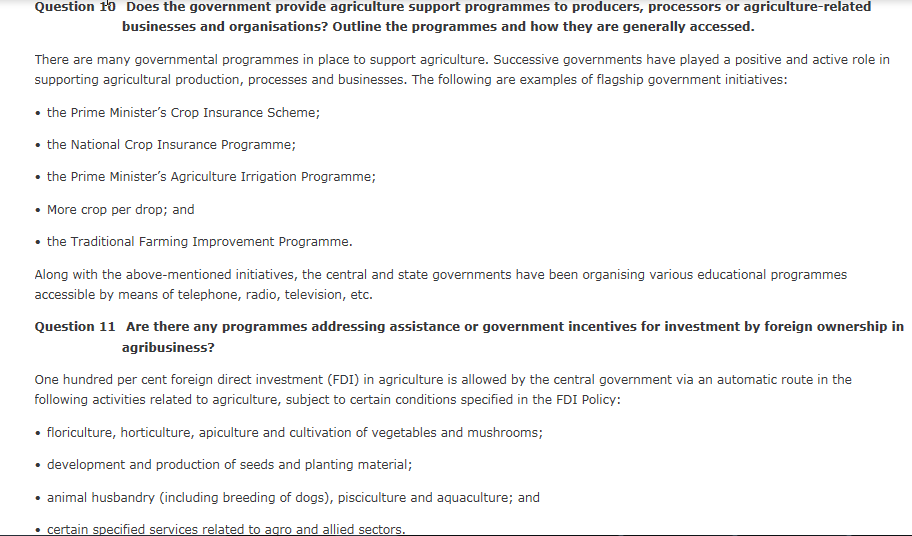 Question 10 Does the government provide agriculture support programmes to producers, processors or agriculture-related
businesses and organisations? Outline the programmes and how they are generally accessed.
There are many governmental programmes in place to support agriculture. Successive governments have played a positive and active role in
supporting agricultural production, processes and businesses. The following are examples of flagship government initiatives:
• the Prime Minister’s Crop Insurance Scheme;
• the National Crop Insurance Programme;
• the Prime Minister’s Agriculture Irrigation Programme;
• More crop per drop; and
• the Traditional Farming Improvement Programme.
Along with the above-mentioned initiatives, the central and state governments have been organising various educational programmes
accessible by means of telephone, radio, television, etc.
Question 11 Are there any programmes addressing assistance or government incentives for investment by foreign ownership in
agribusiness?
One hundred per cent foreign direct investment (FDI) in agriculture is allowed by the central government via an automatic route in the
following activities related to agriculture, subject to certain conditions specified in the FDI Policy:
• floriculture, horticulture, apiculture and cultivation of vegetables and mushrooms;
• development and production of seeds and planting material;
• animal husbandry (including breeding of dogs), pisciculture and aquaculture; and
• certain specified services related to agro and allied sectors.